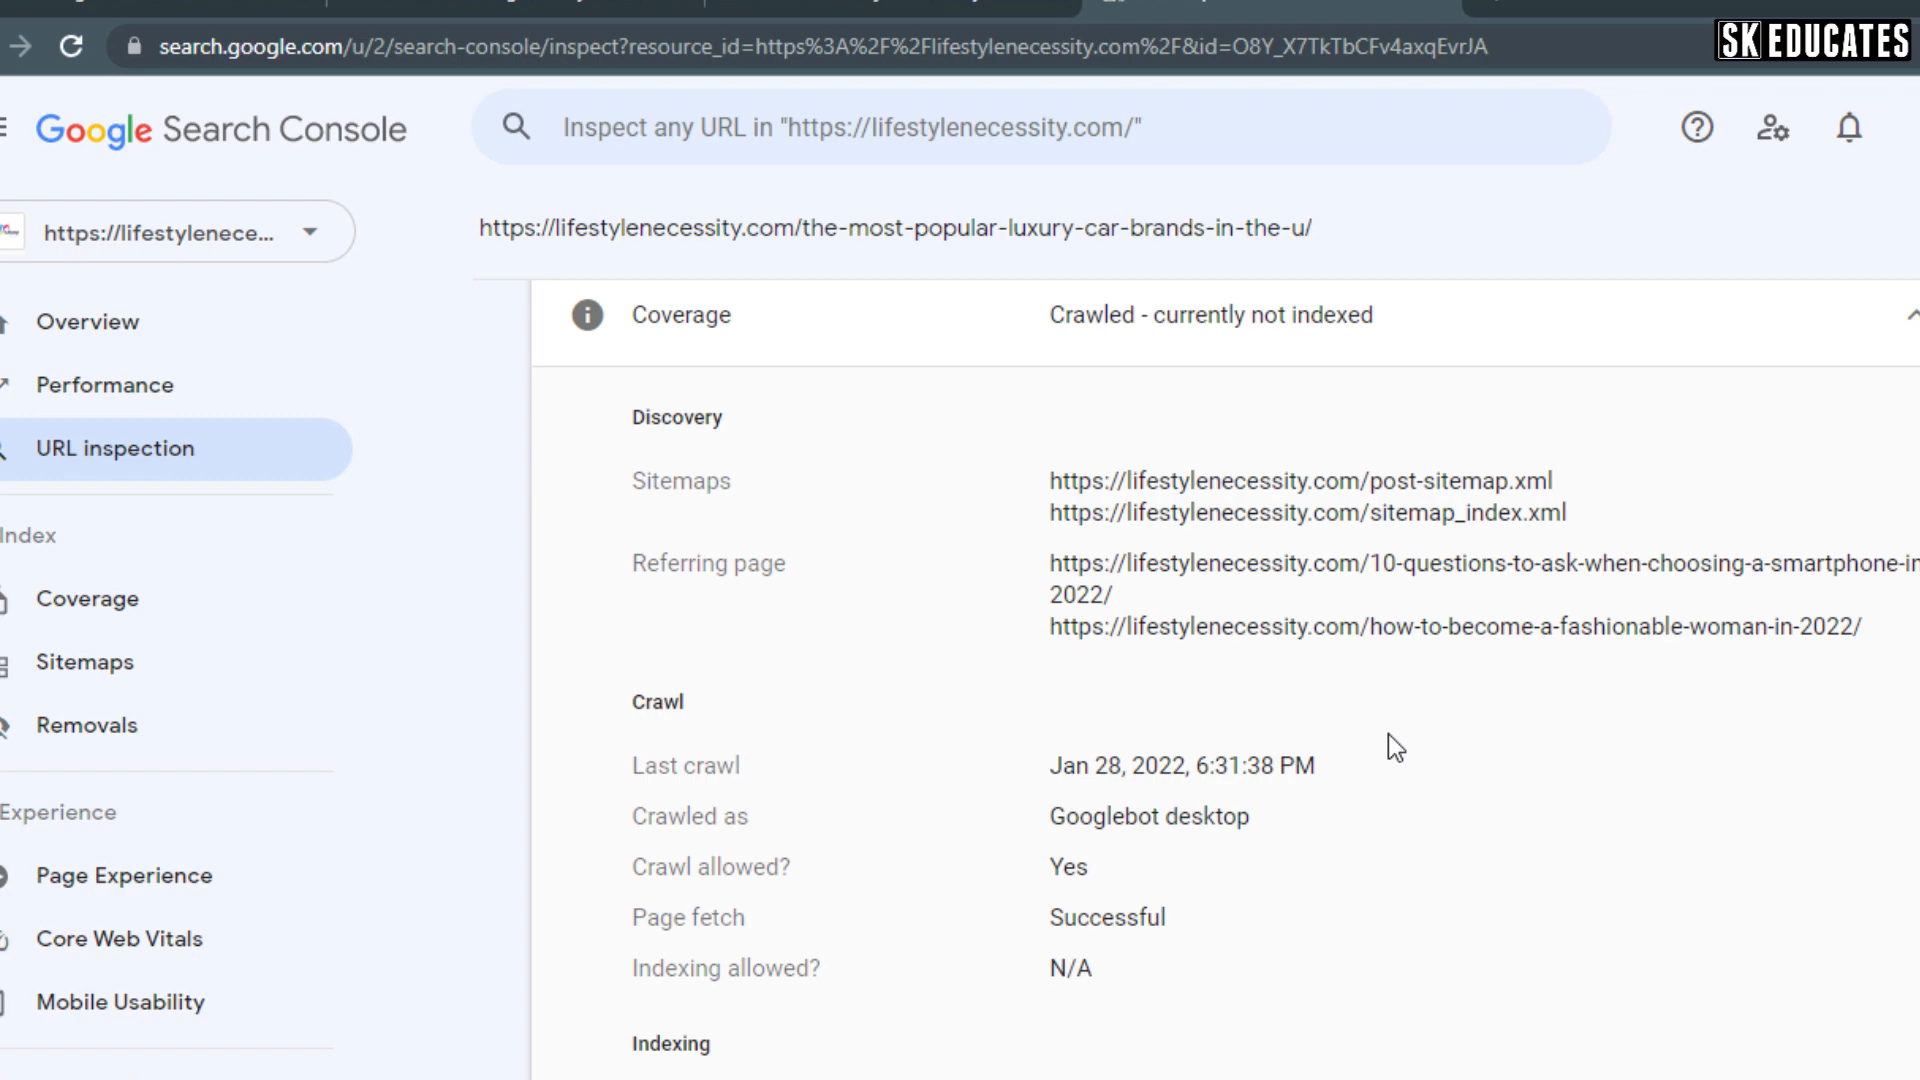 search.google.com/u/2/search-console/inspect?resource_id=https%3A%2F%2Flifestylenecessity.com%2F&id=O8Y_X7TkTbCFv4axqEvrJA
SK EDUCATES
Google Search Console
Inspect any URL in "https://lifestylenecessity.com/"
https://lifestylenece...
https://lifestylenecessity.com/the-most-popular-luxury-car-brands-in-the-u/
Overview
Performance
URL inspection
Index
Coverage
Sitemaps
Removals
Experience
Page Experience
Core Web Vitals
Mobile Usability
Coverage Crawled - currently not indexed
Discovery
Sitemaps https://lifestylenecessity.com/post-sitemap.xml
https://lifestylenecessity.com/sitemap_index.xml
Referring page https://lifestylenecessity.com/10-questions-to-ask-when-choosing-a-smartphone-in
2022/
https://lifestylenecessity.com/how-to-become-a-fashionable-woman-in-2022/
Crawl
Last crawl Jan 28, 2022, 6:31:38 PM
Crawled as Googlebot desktop
Crawl allowed? Yes
Page fetch Successful
Indexing allowed? N/A
Indexing